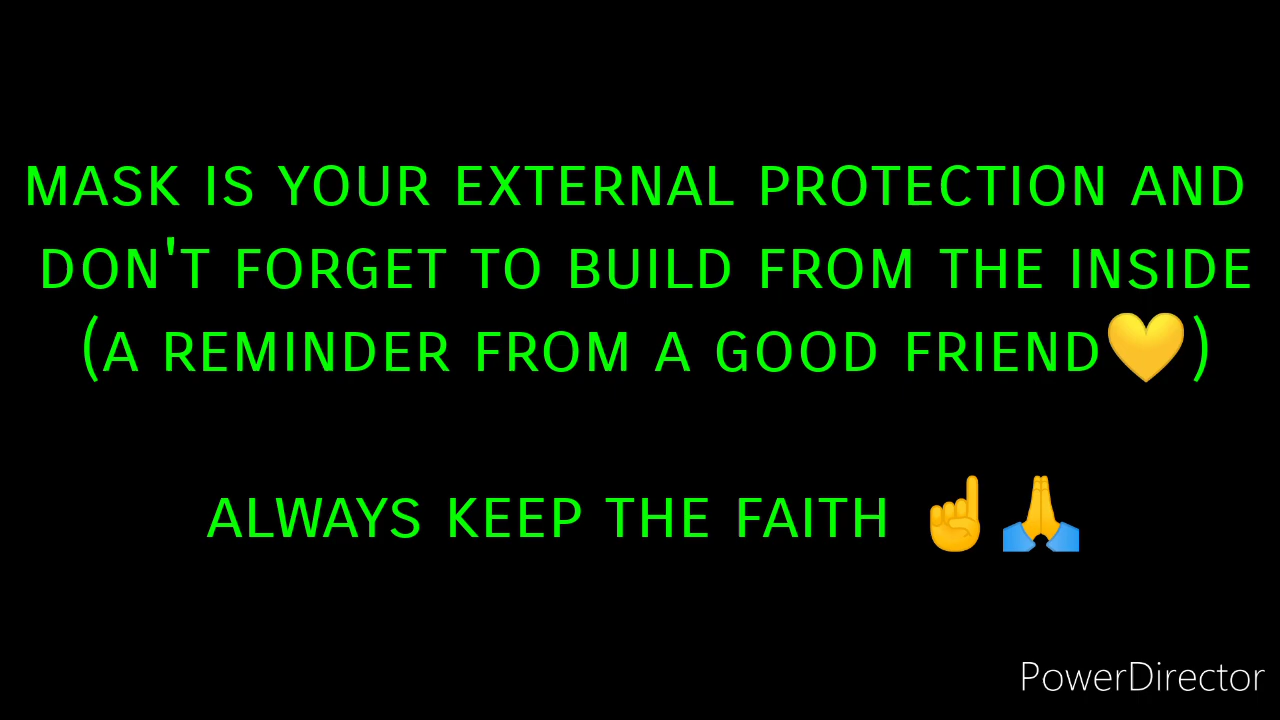 MASK IS YOUR EXTERNAL PROTECTION AND
DON'T FORGET TO BUILD FROM THE INSIDE
(A REMINDER FROM A GOOD FRIEND💛)
ALWAYS KEEP THE FAITH ☝🙏
PowerDirector